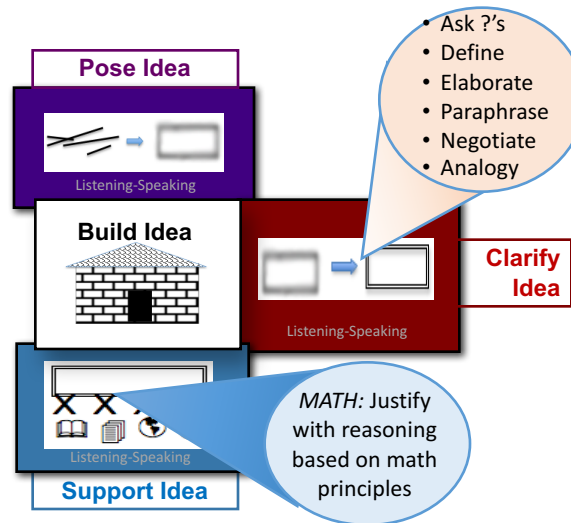 Pose Idea
Listening-Speaking
• Ask ?’s
• Define
• Elaborate
• Paraphrase
• Negotiate
• Analogy
Build Idea
Clarify
Idea
Listening-Speaking
X X
Listening-Speaking
Support Idea
MATH: Justify
with reasoning
based on math
principles